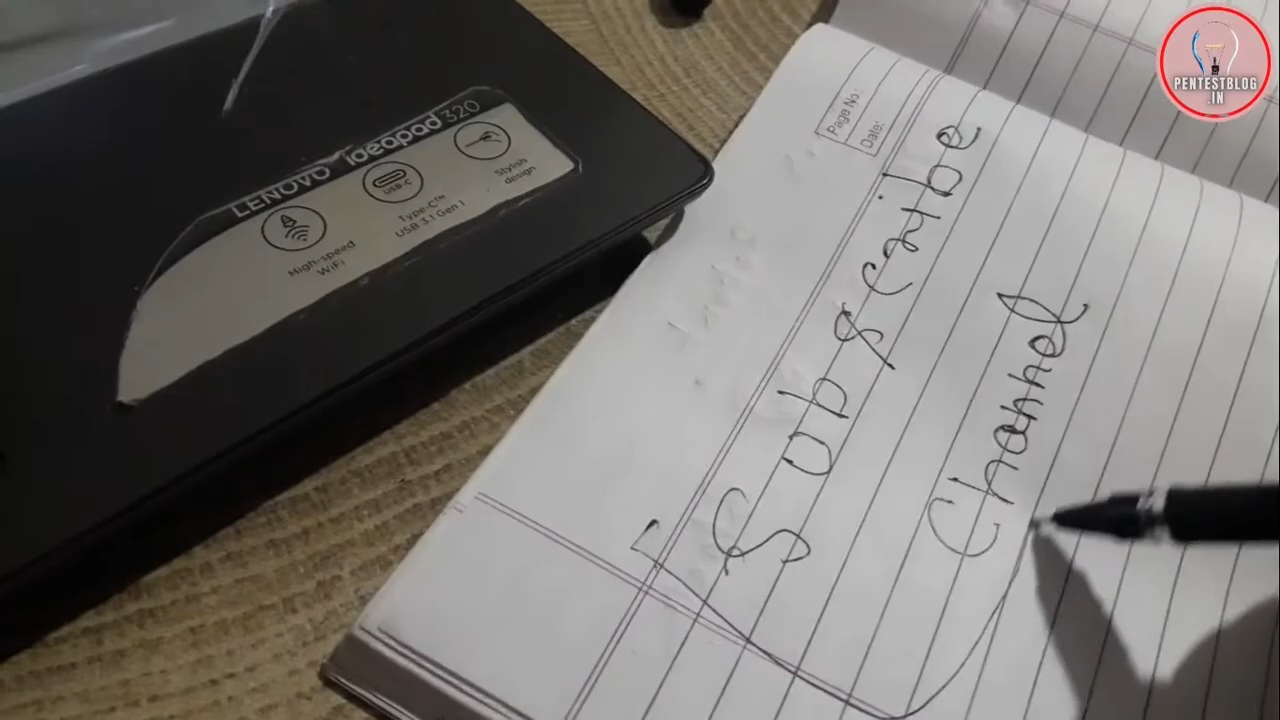 LENOVO ideapad 320
High-speed
WiFi
USB-C
Type-C™
USB 3.1 Gen 1
Stylish
design
Page No:
Date:
Subscribe
Channel
PENTESTBLOG
.IN